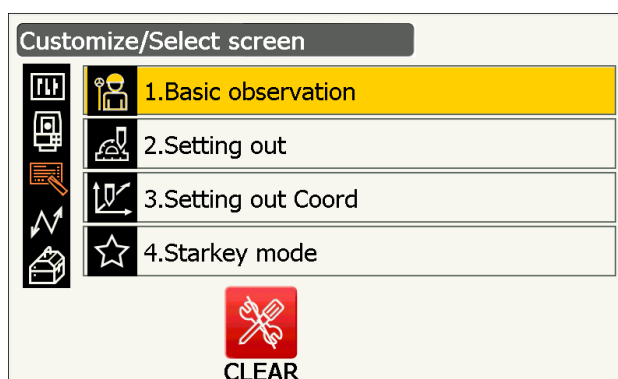 Customize/Select screen
1.Basic observation
2.Setting out
3.Setting out Coord
4.Starkey mode
CLEAR